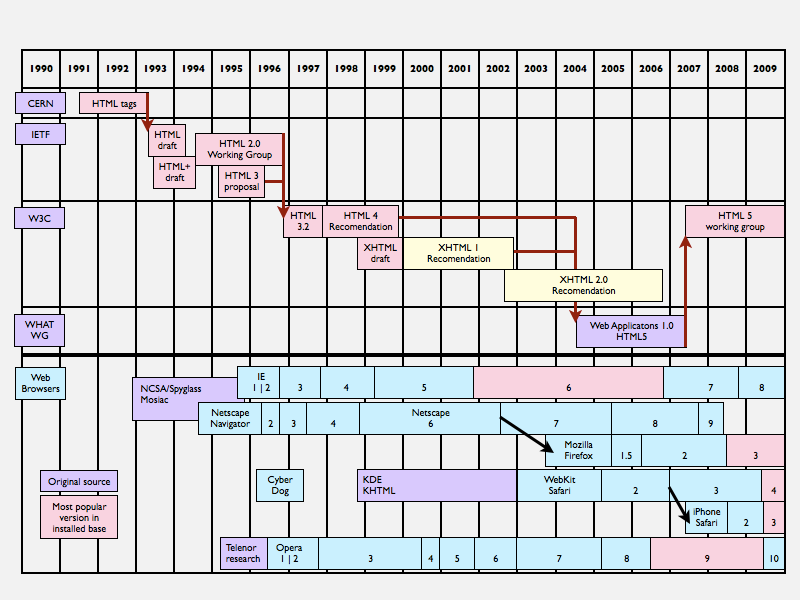 1990 1991 1992 1993 1994 1995 1996 1997 1998 1999 2000 2001 2002 2003 2004 2005 2006 2007 2008 2009
CERN
HTML tags
IETF
HTML
draft
HTML 2.0
Working Group
HTML+
draft
HTML 3
proposal
W3C
HTML
3.2
HTML 4
Recomendation
HTML 5
working group
XHTML
draft
XHTML 1
Recomendation
XHTML 2.0
Recomendation
WHAT
WG
Web Applicatons 1.0
HTML5
Web
Browsers
NCSA/Spyglass
Mosiac
IE
1 | 2 3 4 5 6 7 8
Netscape
Navigator 2 3 4
Netscape
6 7 8 9
Mozilla
Firefox 1.5 2 3
Original source
Most popular
version in
installed base
Cyber
Dog
KDE
KHTML
WebKit
Safari 2 3 4
iPhone
Safari 2 3
Telenor
research
Opera
1 | 2 3 4 5 6 7 8 9 10